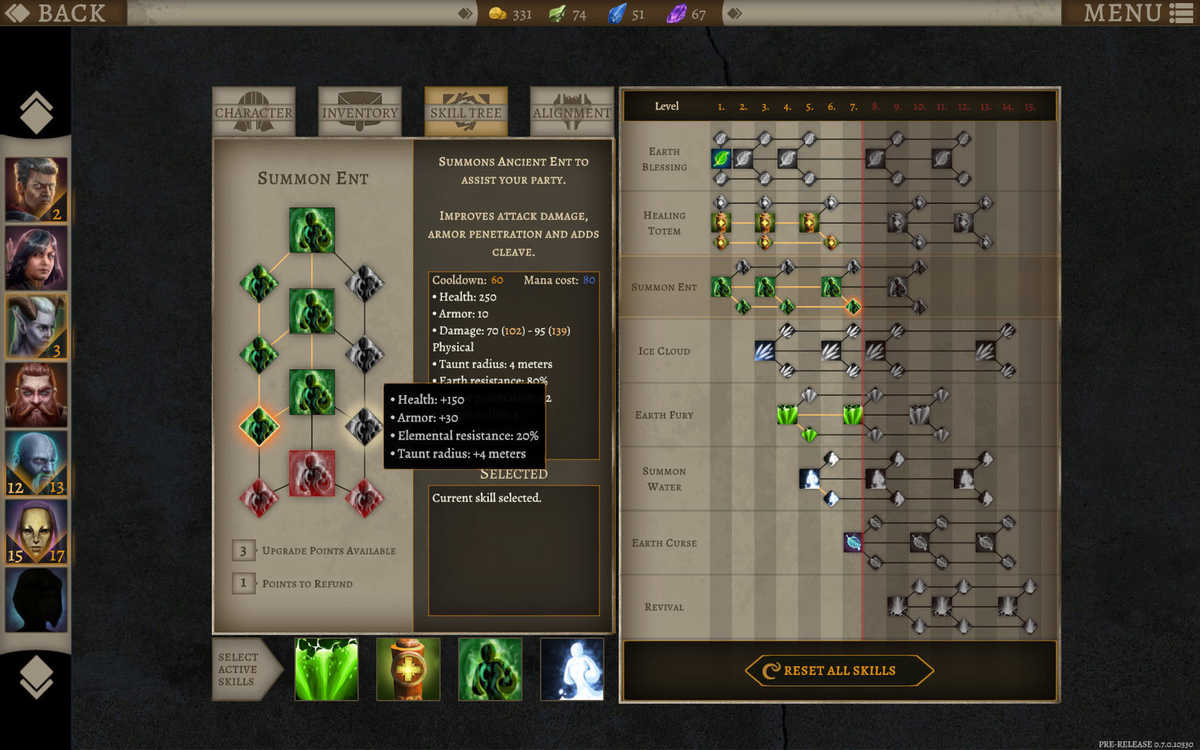 BACK
331 74 51 67
MENU
CHARACTER
INVENTORY
SKILL TREE
ALIGNMENT
2
3
12 13
15 17
SUMMON ENT
SUMMONS ANCIENT ENT TO
ASSIST YOUR PARTY.
IMPROVES ATTACK DAMAGE,
ARMOR PENETRATION AND ADDS
CLEAVE.
Cooldown: 60 Mana cost: 80
• Health: 250
• Armor: 10
• Damage: 70 (102) - 95 (139)
Physical
• Taunt radius: 4 meters
• Earth resistance: 80%
2
• Health: +150
• Armor: +30
• Elemental resistance: 20%
• Taunt radius: +4 meters
SELECTED
Current skill selected.
3 UPGRADE POINTS AVAILABLE
1 POINTS TO REFUND
SELECT
ACTIVE
SKILLS
Level 1. 2. 3. 4. 5. 6. 7. 8. 9. 10. 11. 12. 13. 14. 15.
EARTH
BLESSING
HEALING
TOTEM
SUMMON ENT
ICE CLOUD
EARTH FURY
SUMMON
WATER
EARTH CURSE
REVIVAL
RESET ALL SKILLS
PRE-RELEASE 0.7.0.10330